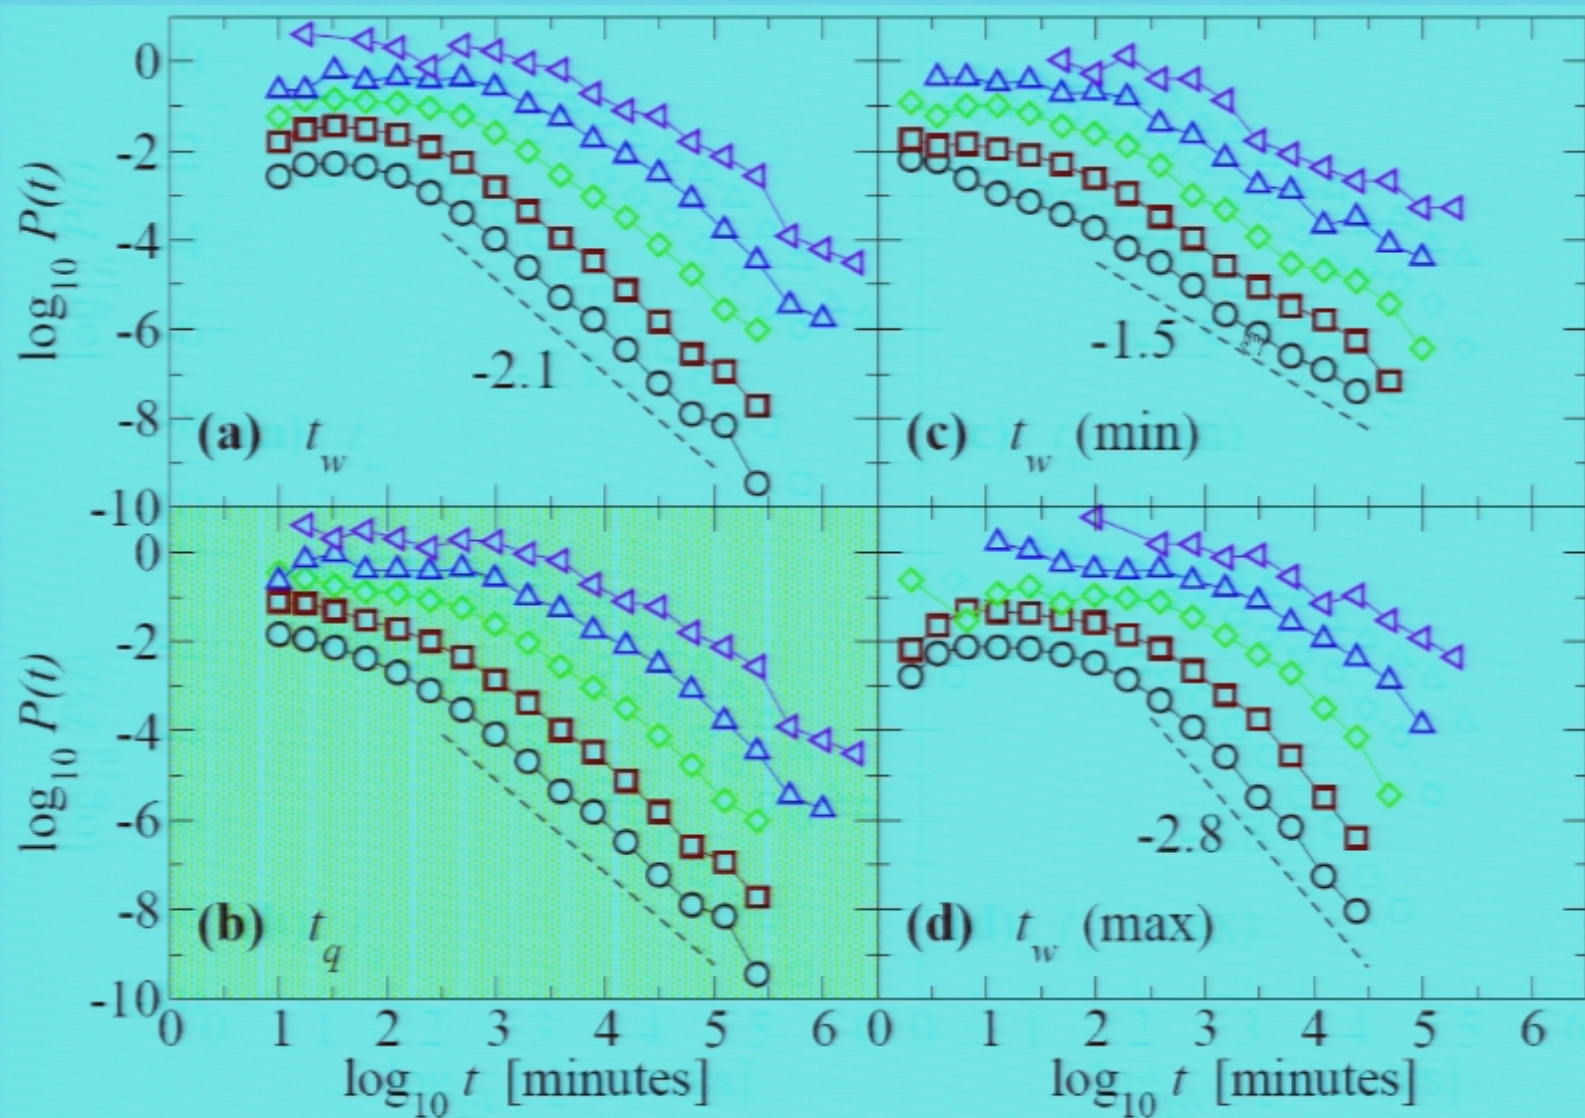 0
-2
-4
-6
-8
-10
log10 P(t)
-2.1
(a) tw
-1.5
(c) tw (min)
0
-2
-4
-6
-8
-10
log10 P(t)
(b) tq
-2.8
(d) tw (max)
0 1 2 3 4 5 6 0 1 2 3 4 5 6
log10 t [minutes] log10 t [minutes]